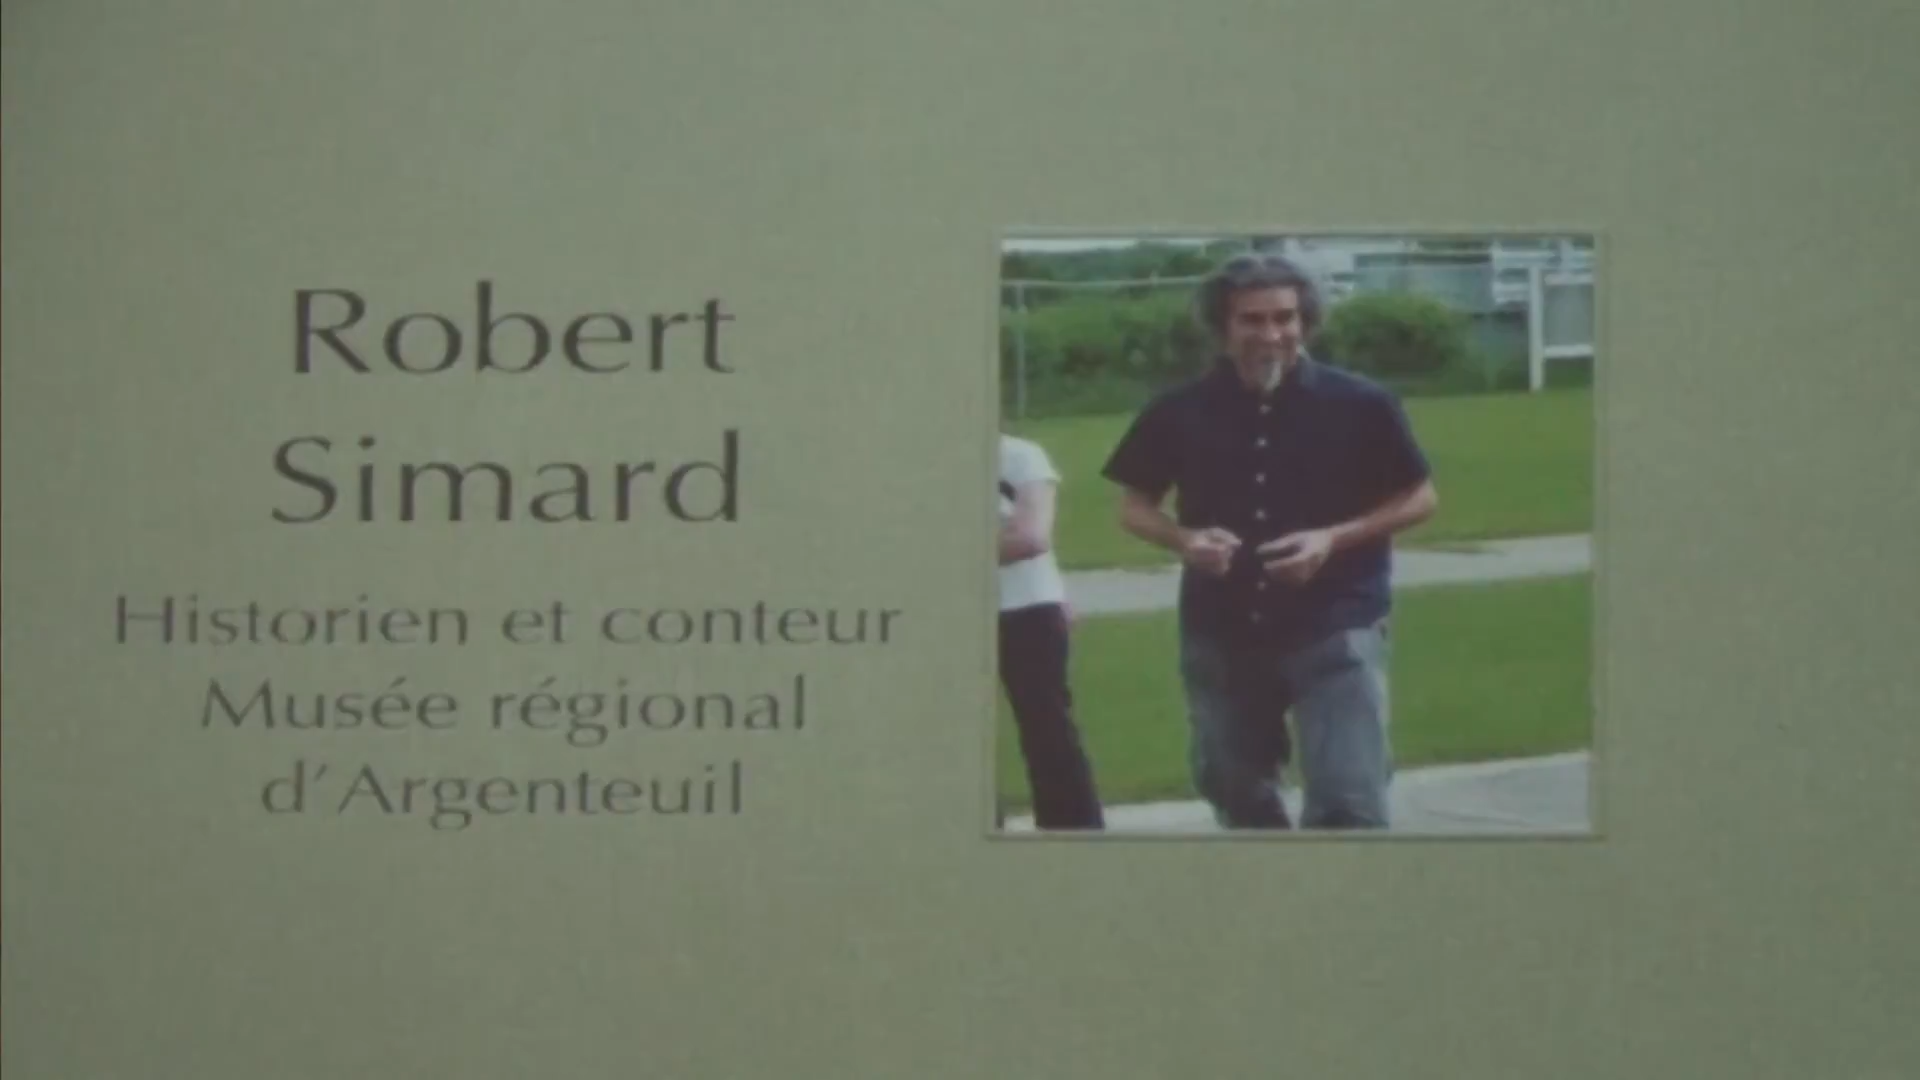 Robert
Simard
Historien et conteur
Musée régional
d'Argenteuil